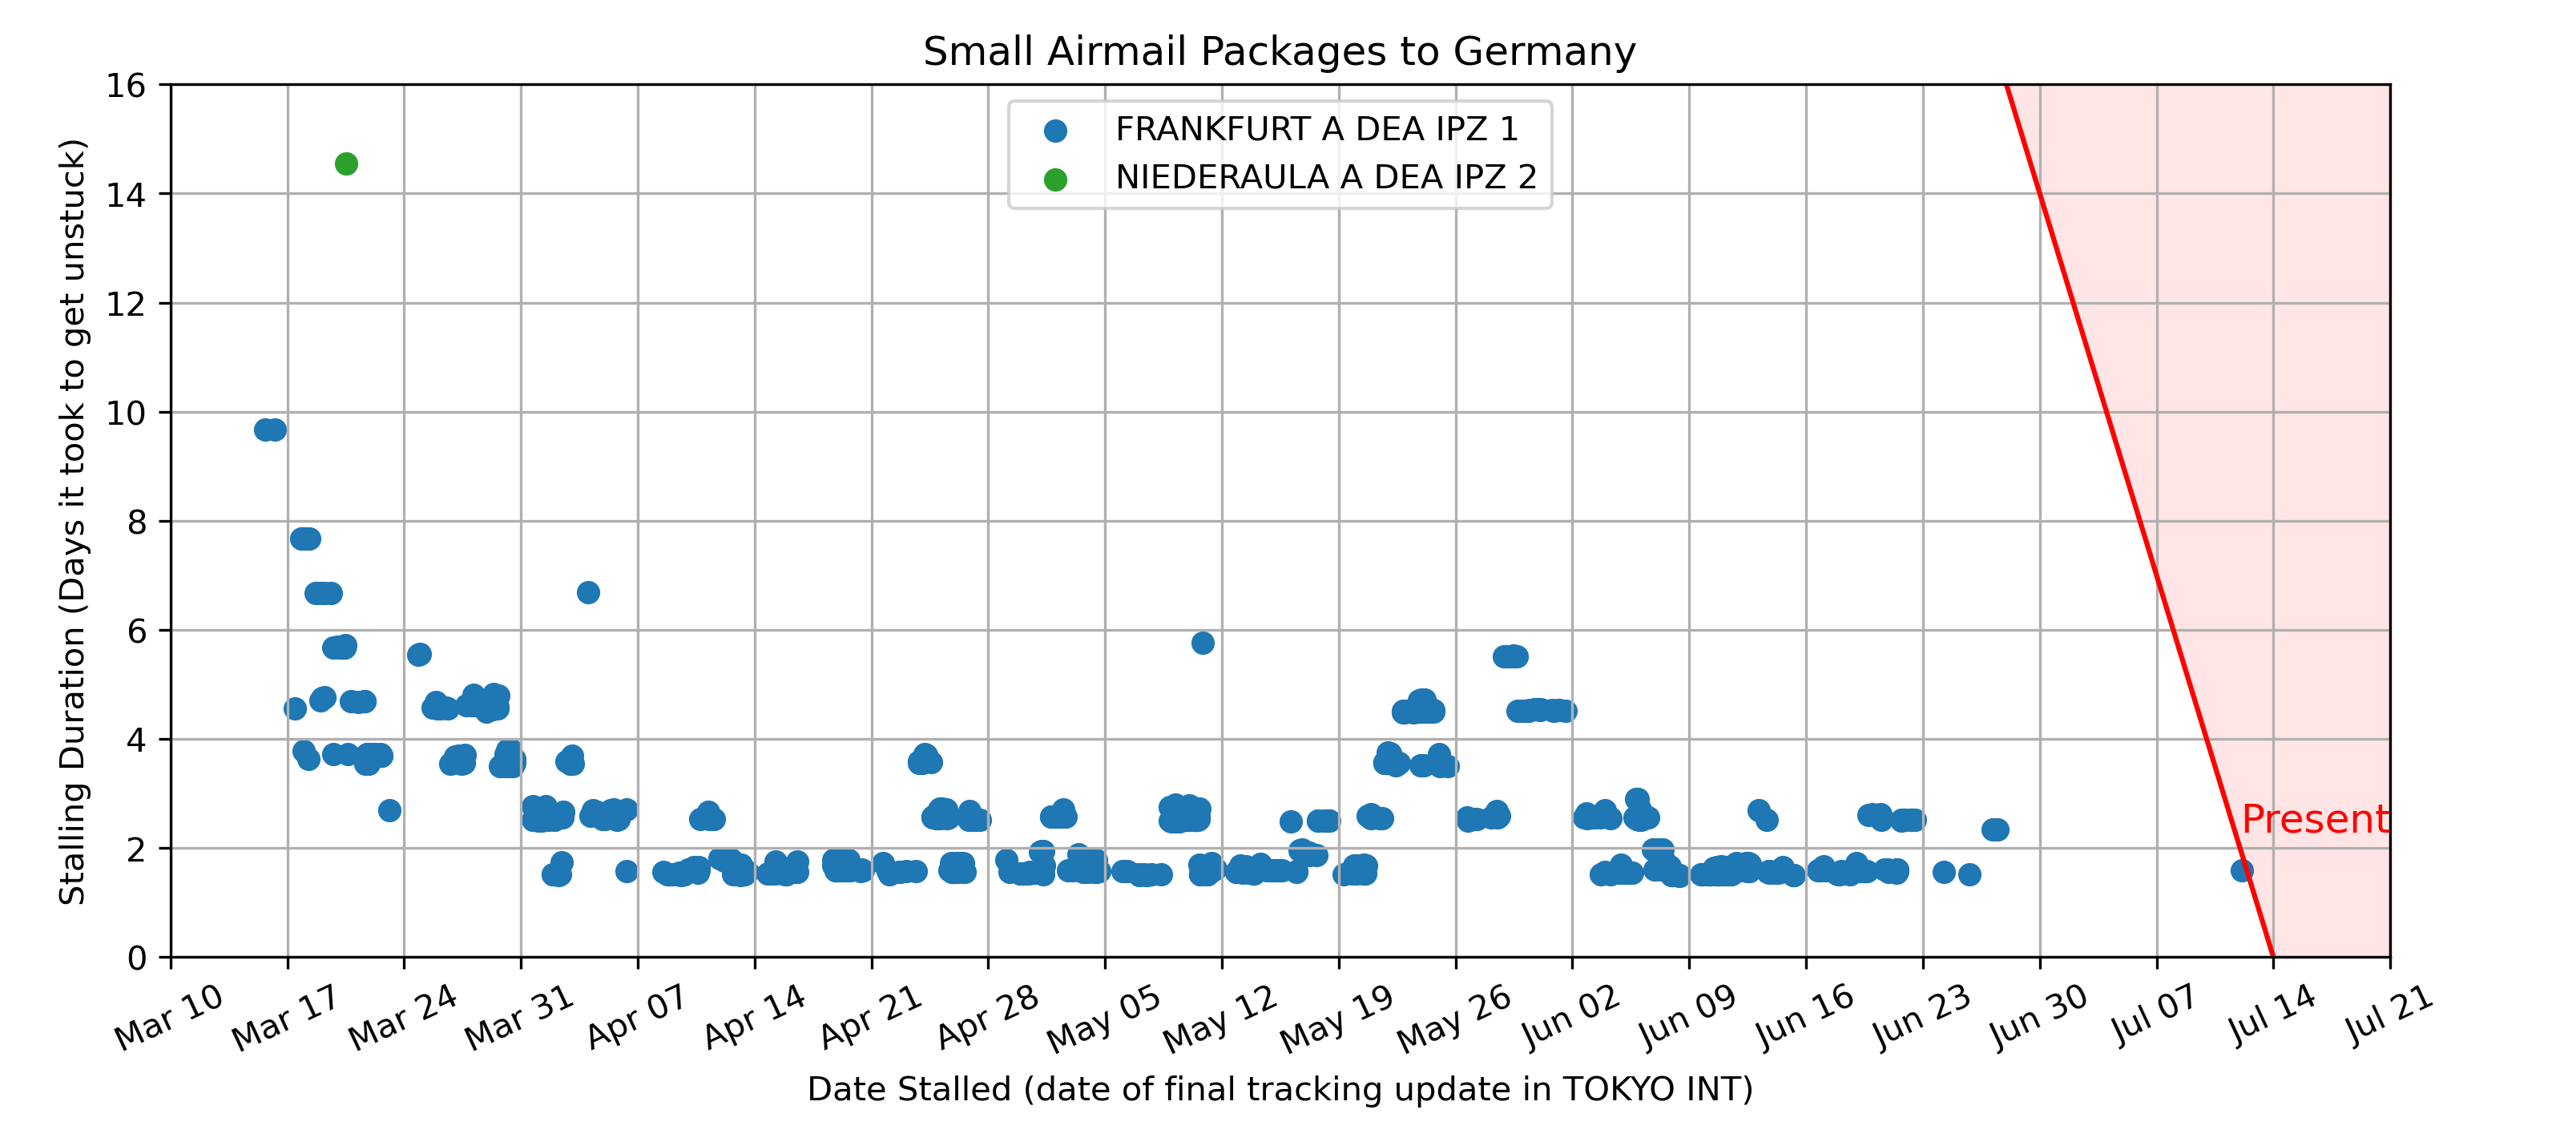 Small Airmail Packages to Germany
Stalling Duration (Days it took to get unstuck)
16
14
12
10
8
6
4
2
0
FRANKFURT A DEA IPZ 1
NIEDERAULA A DEA IPZ 2
Present
Mar 10
Mar 17
Mar 24
Mar 31
Apr 07
Apr 14
Apr 21
Apr 28
May 05
May 12
May 19
May 26
Jun 02
Jun 09
Jun 16
Jun 23
Jun 30
Jul 07
Jul 14
Jul 21
Date Stalled (date of final tracking update in TOKYO INT)